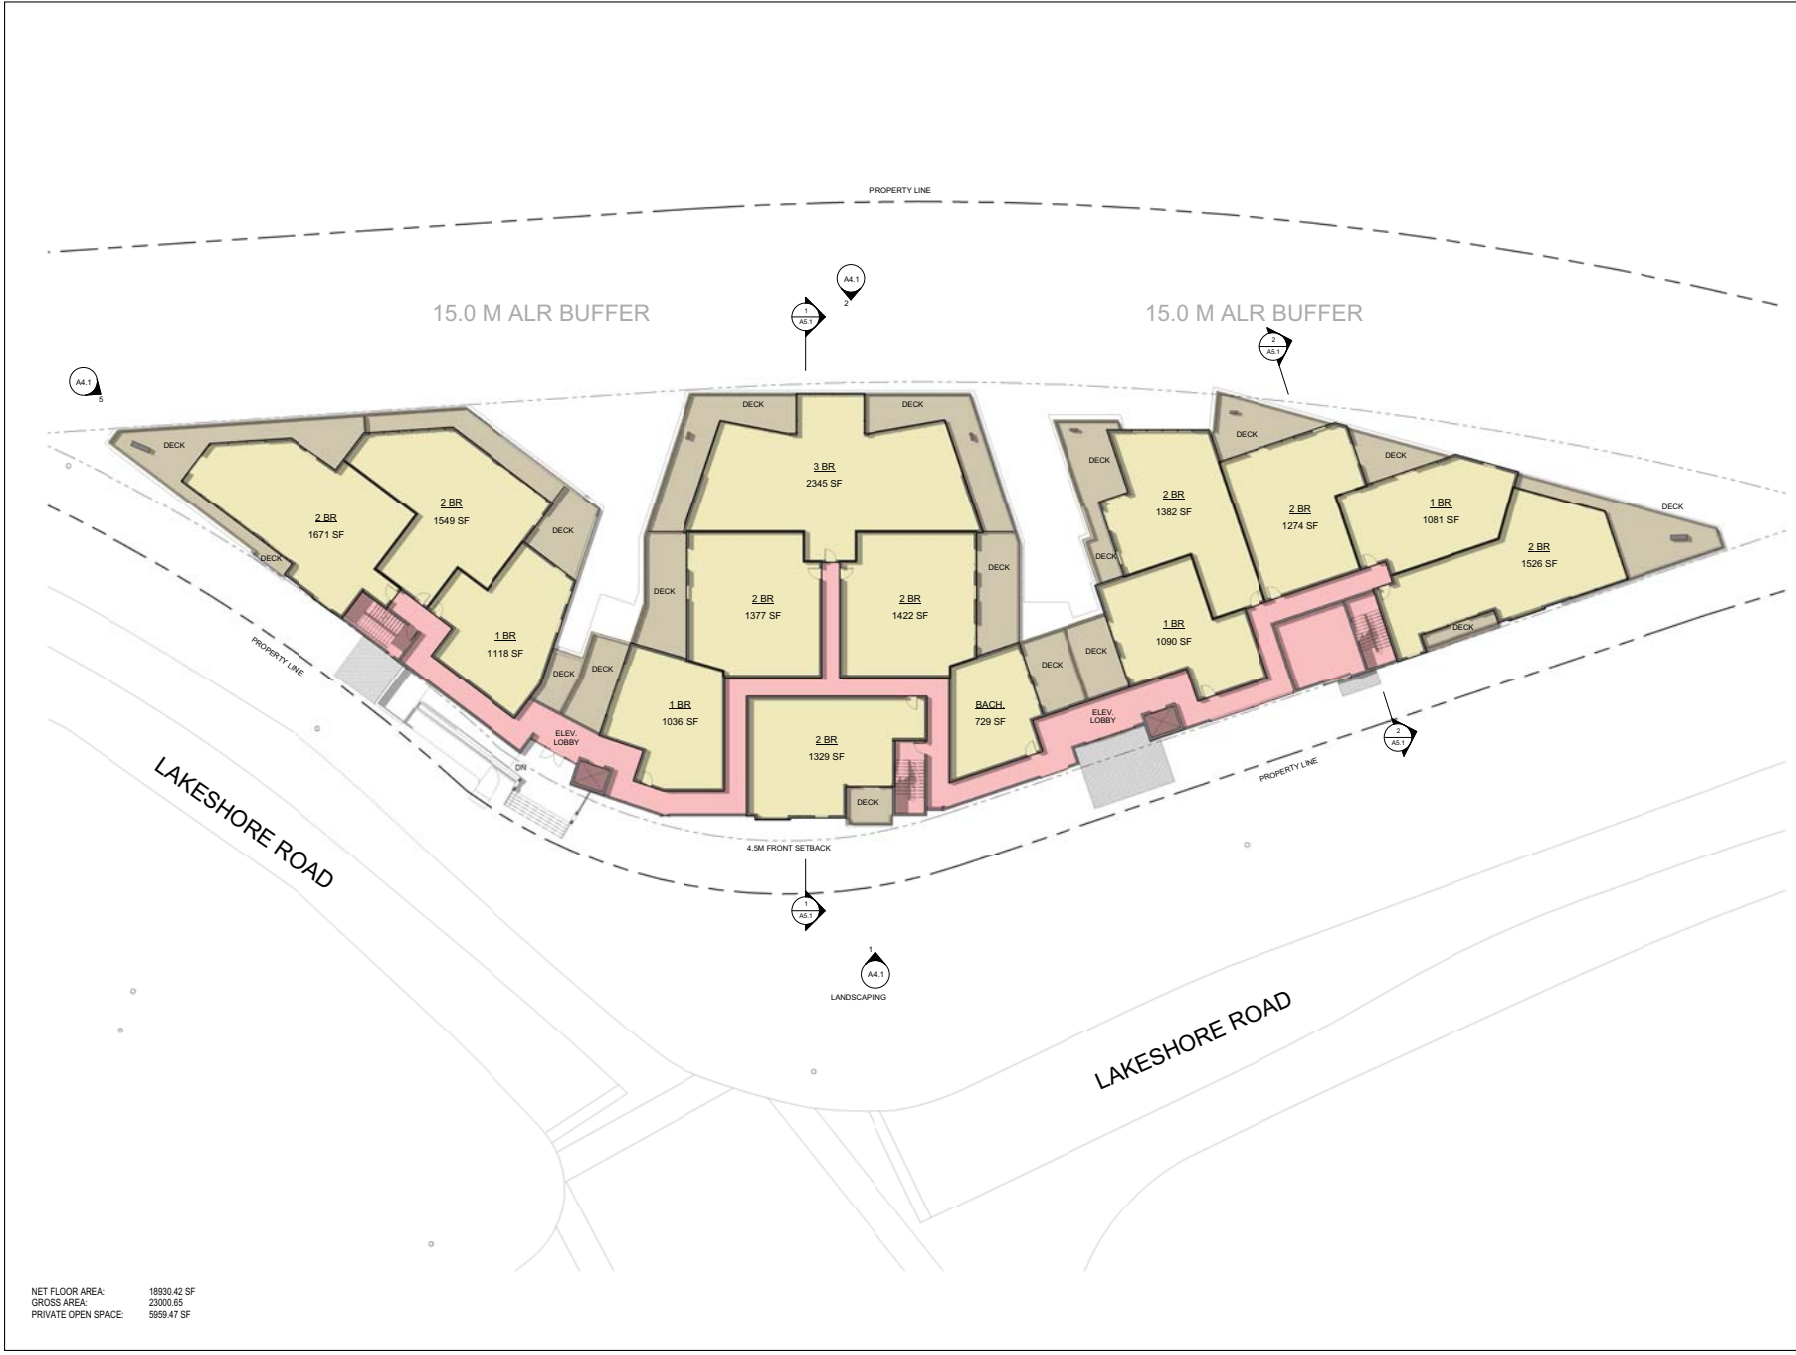 PROPERTY LINE
A4.1
2
15.0 M ALR BUFFER
1
A5.1
15.0 M ALR BUFFER
2
A5.1
A4.1
5
DECK
DECK
DECK
2 BR
1671 SF
2 BR
1549 SF
DECK
1 BR
1118 SF
DECK
DECK
DECK
DECK
3 BR
2345 SF
DECK
DECK
2 BR
1377 SF
2 BR
1422 SF
1 BR
1036 SF
2 BR
1329 SF
DECK
BACH.
729 SF
DECK
DECK
DECK
DECK
2 BR
1382 SF
DECK
2 BR
1274 SF
DECK
1 BR
1081 SF
DECK
2 BR
1526 SF
DECK
1 BR
1090 SF
ELEV.
LOBBY
ELEV.
LOBBY
DN
PROPERTY LINE
PROPERTY LINE
2
A5.1
4.5M FRONT SETBACK
1
A5.1
1
A4.1
LANDSCAPING
LAKESHORE ROAD
LAKESHORE ROAD
NET FLOOR AREA: 18930.42 SF
GROSS AREA: 23000.65
PRIVATE OPEN SPACE: 5959.47 SF